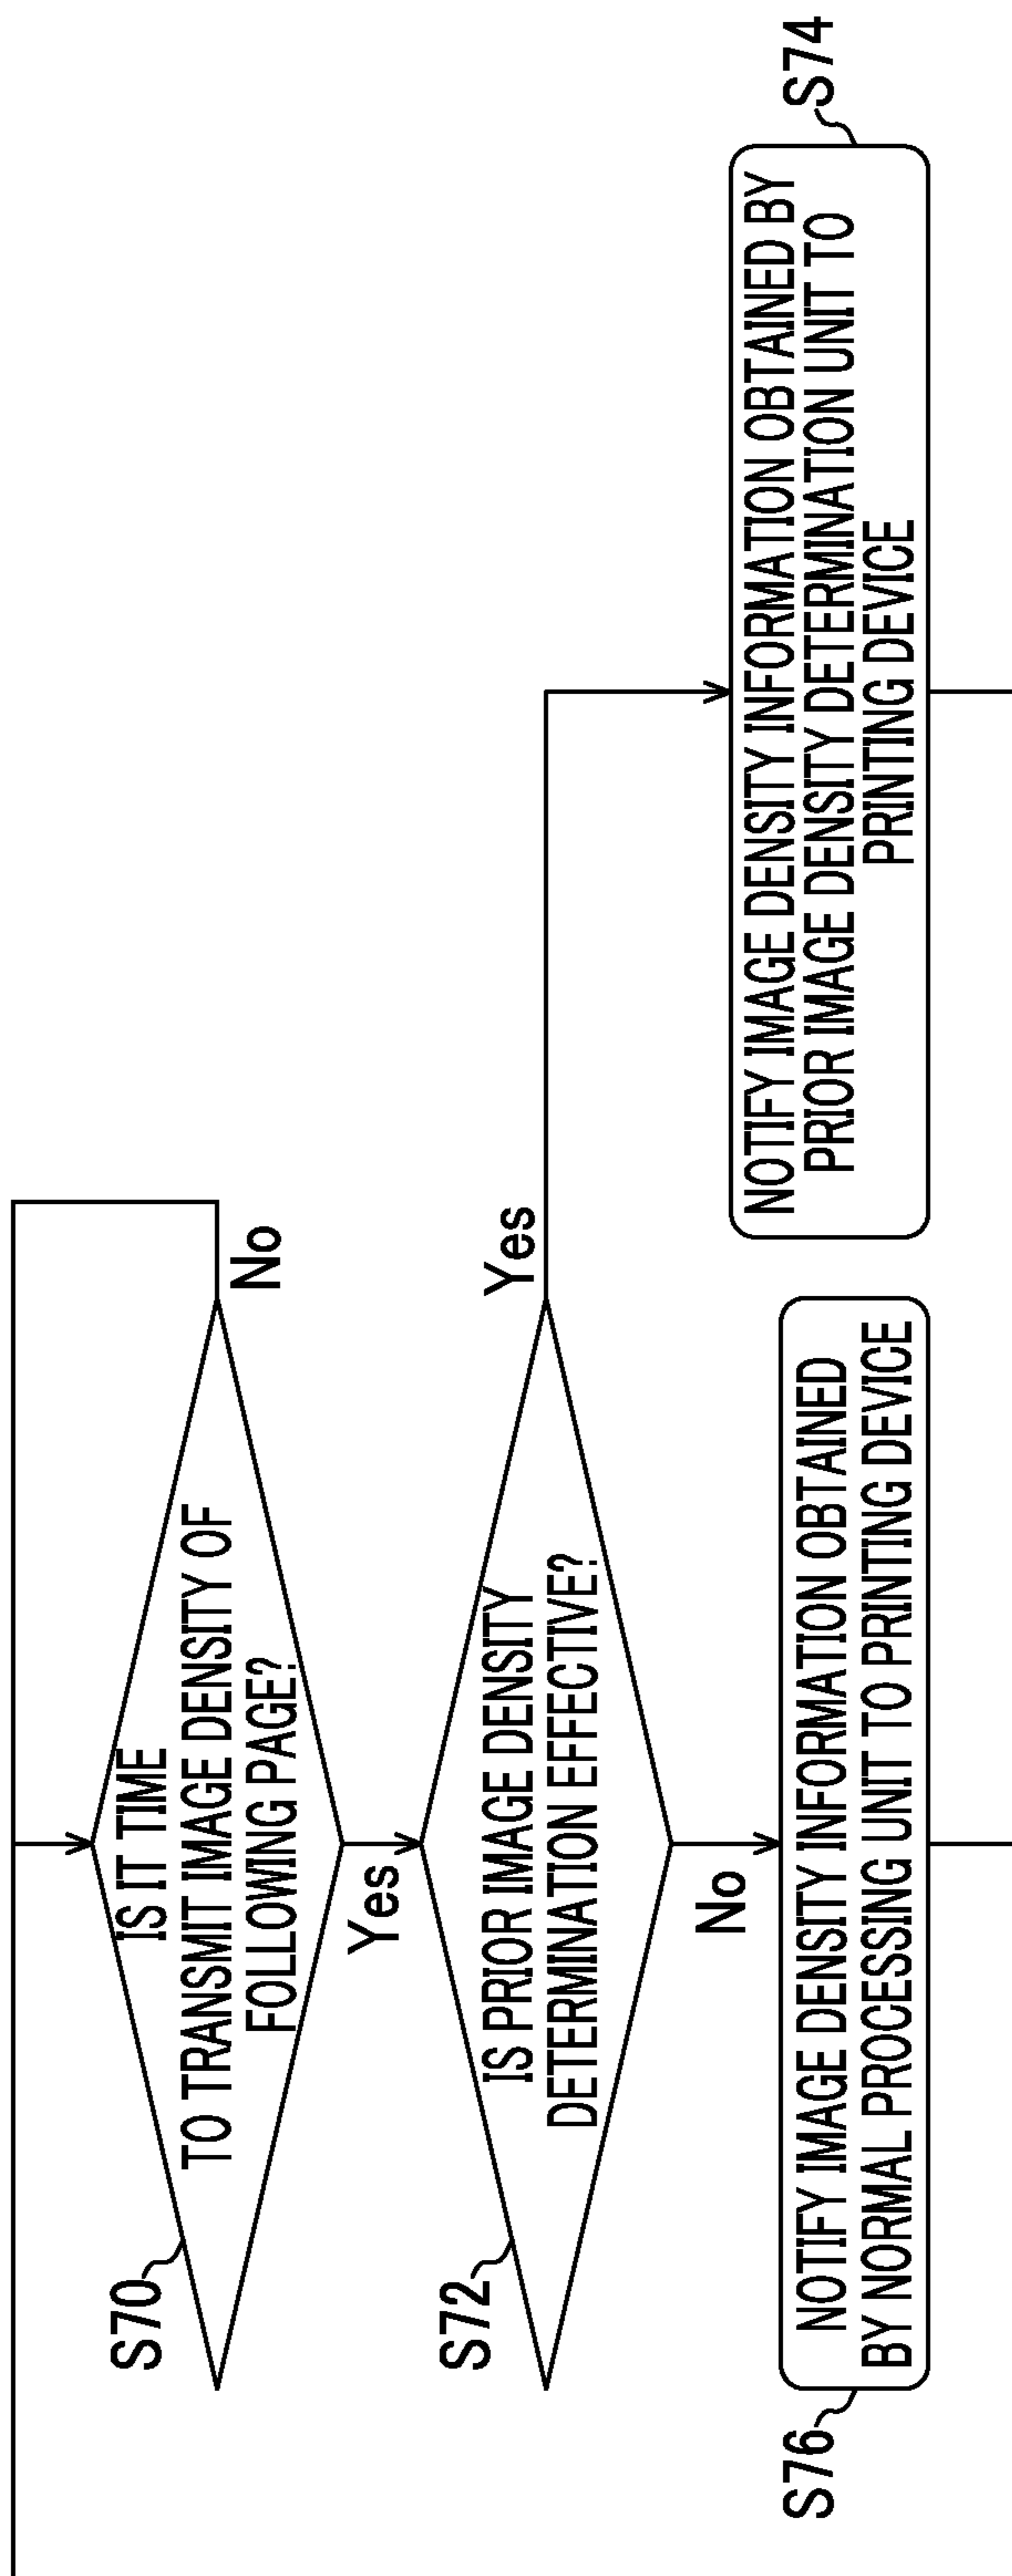 S70
IS IT TIME
TO TRANSMIT IMAGE DENSITY OF
FOLLOWING PAGE?
No
Yes
S72
IS PRIOR IMAGE DENSITY
DETERMINATION EFFECTIVE?
Yes
No
S76
NOTIFY IMAGE DENSITY INFORMATION OBTAINED
BY NORMAL PROCESSING UNIT TO PRINTING DEVICE
S74
NOTIFY IMAGE DENSITY INFORMATION OBTAINED BY
PRIOR IMAGE DENSITY DETERMINATION UNIT TO
PRINTING DEVICE